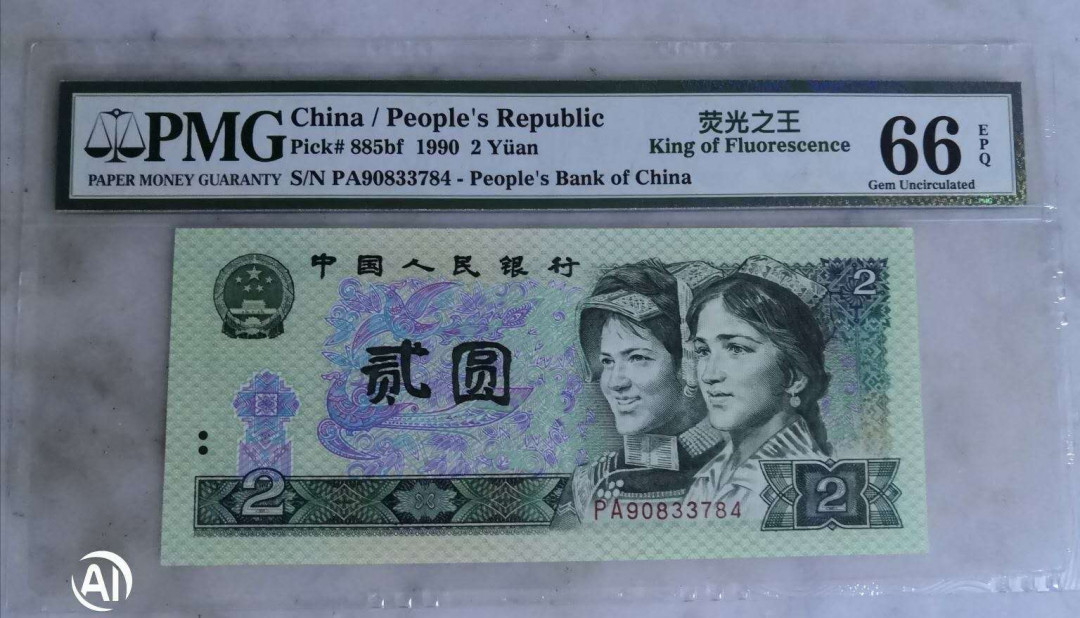 PMG
PAPER MONEY GUARANTY
China / People's Republic
Pick# 885bf 1990 2 Yüan
S/N PA90833784 - People's Bank of China
荧光之王
King of Fluorescence
66
EPQ
Gem Uncirculated
PMG
中国人民银行
2
贰圆
2
PA90833784
2
AI